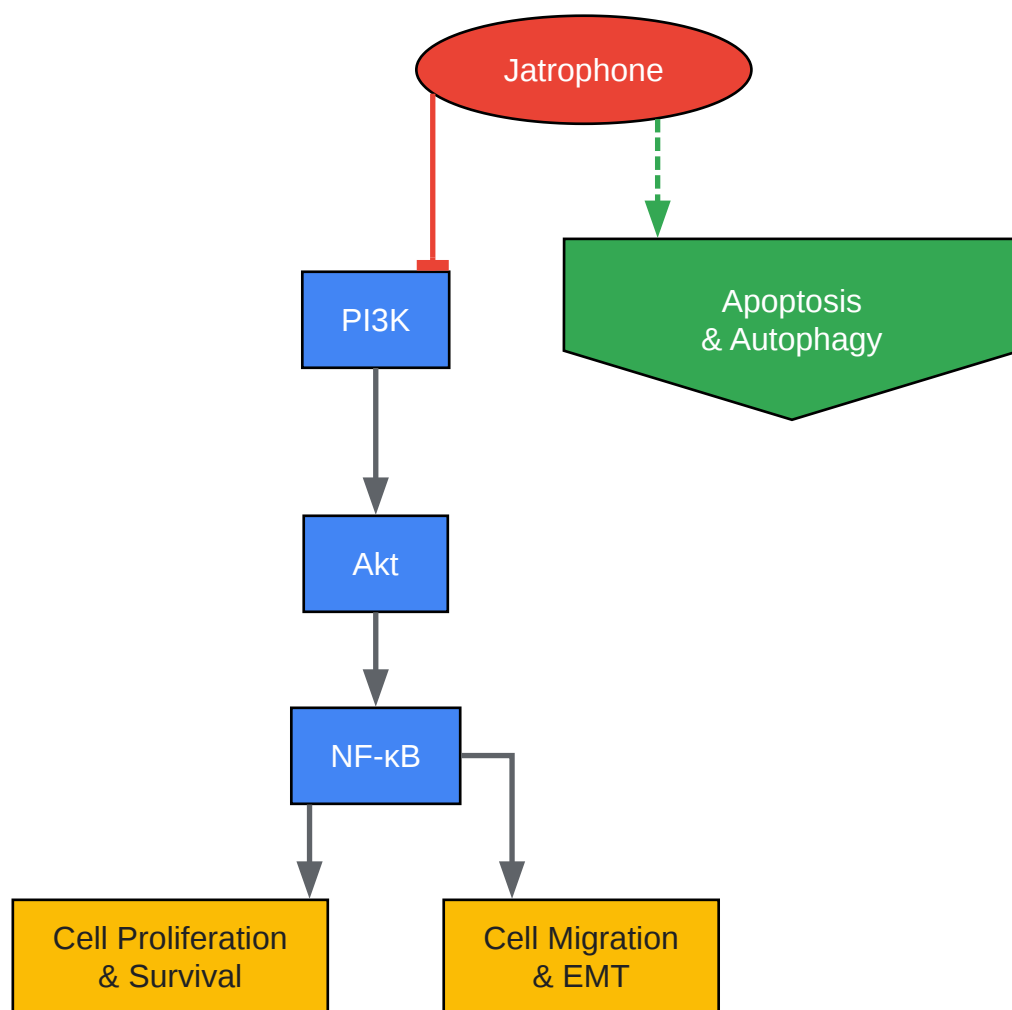 Jatrophone
PI3K
Apoptosis
& Autophagy
Akt
NF-κB
Cell Proliferation
& Survival
Cell Migration
& EMT